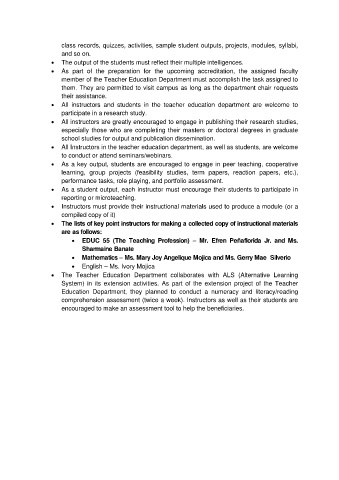 class records, quizzes, activities, sample student outputs, projects, modules, syllabi,
and so on.
• The output of the students must reflect their multiple intelligences.
• As part of the preparation for the upcoming accreditation, the assigned faculty
member of the Teacher Education Department must accomplish the task assigned to
them. They are permitted to visit campus as long as the department chair requests
their assistance.
• All instructors and students in the teacher education department are welcome to
participate in a research study.
• All instructors are greatly encouraged to engage in publishing their research studies,
especially those who are completing their masters or doctoral degrees in graduate
school studies for output and publication dissemination.
• All Instructors in the teacher education department, as well as students, are welcome
to conduct or attend seminars/webinars.
• As a key output, students are encouraged to engage in peer teaching, cooperative
learning, group projects (feasibility studies, term papers, reaction papers, etc.),
performance tasks, role playing, and portfolio assessment.
• As a student output, each instructor must encourage their students to participate in
reporting or microteaching.
• Instructors must provide their instructional materials used to produce a module (or a
compiled copy of it)
• The lists of key point instructors for making a collected copy of instructional materials
are as follows:
• EDUC 55 (The Teaching Profession) – Mr. Efren Peñaflorida Jr. and Ms.
Sharmaine Banate
• Mathematics – Ms. Mary Joy Angelique Mojica and Ms. Gerry Mae Silverio
• English – Ms. Ivory Mojica
• The Teacher Education Department collaborates with ALS (Alternative Learning
System) in its extension activities. As part of the extension project of the Teacher
Education Department, they planned to conduct a numeracy and literacy/reading
comprehension assessment (twice a week). Instructors as well as their students are
encouraged to make an assessment tool to help the beneficiaries.